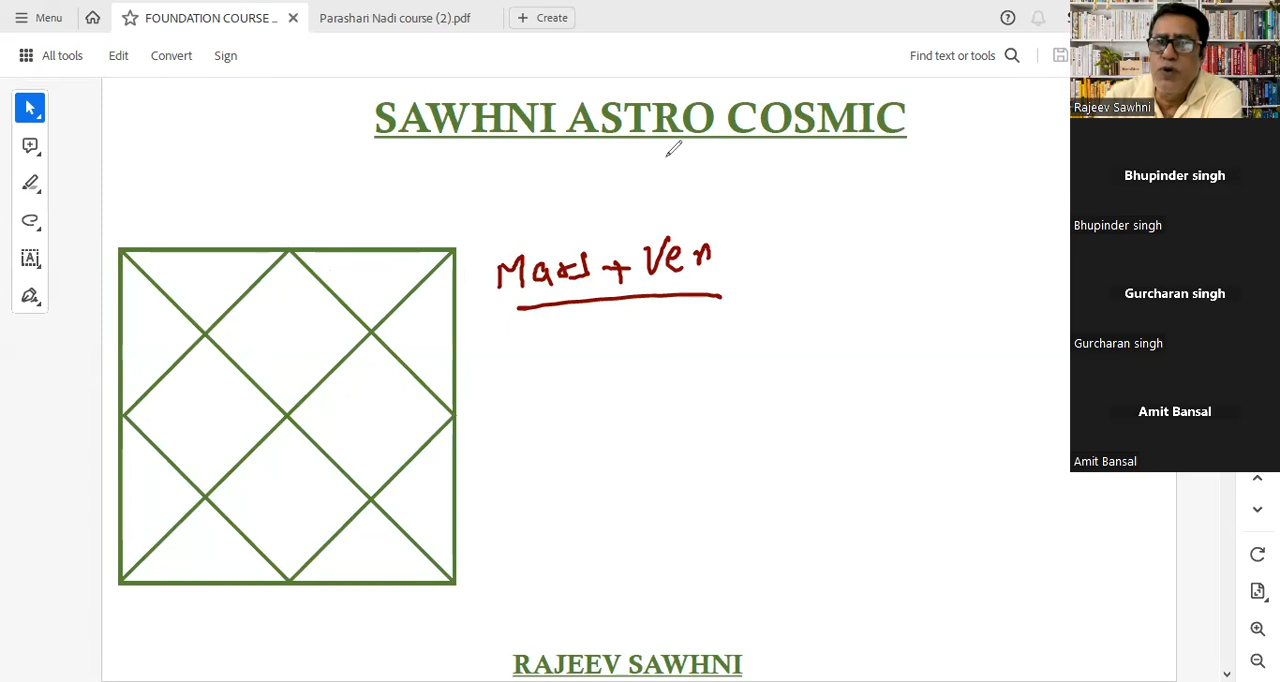 Menu
FOUNDATION COURSE ...
Parashari Nadi course (2).pdf
Create
All tools
Edit
Convert
Sign
Find text or tools
SAWHNI ASTRO COSMIC
Mars + Ven
RAJEEV SAWHNI
Rajeev Sawhni
Bhupinder singh
Bhupinder singh
Gurcharan singh
Gurcharan singh
Amit Bansal
Amit Bansal